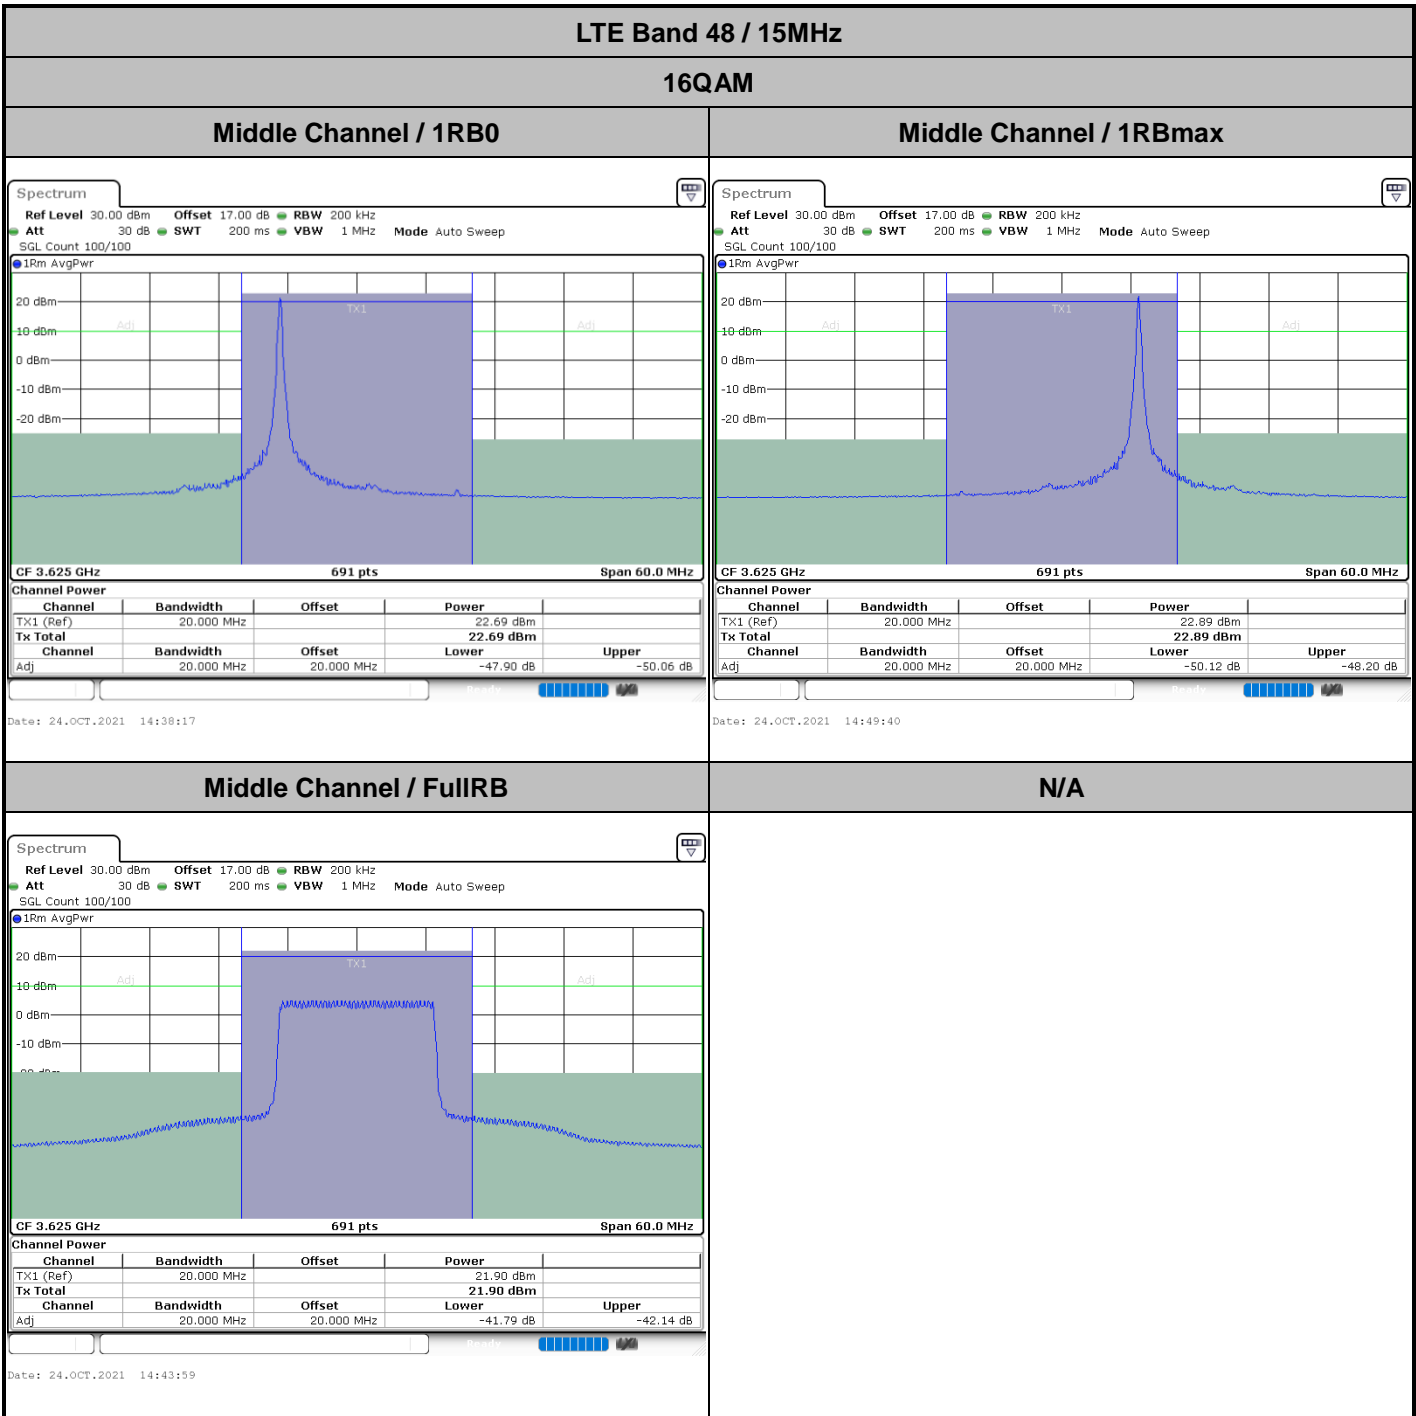 LTE Band 48 / 15MHz
16QAM
Middle Channel / 1RB0
Middle Channel / 1RBmax
Spectrum
Ref Level 30.00 dBm Offset 17.00 dB RBW 200 kHz
Att 30 dB SWT 200 ms VBW 1 MHz Mode Auto Sweep
SGL Count 100/100
1Rm AvgPwr
TX1
Adj
Adj
20 dBm
10 dBm
0 dBm
-10 dBm
-20 dBm
CF 3.625 GHz 691 pts Span 60.0 MHz
Channel Power
Channel Bandwidth Offset Power
TX1 (Ref) 20.000 MHz 22.69 dBm
Tx Total 22.69 dBm
Channel Bandwidth Offset Lower Upper
Adj 20.000 MHz 20.000 MHz -47.90 dB -50.06 dB
Ready
Date: 24.OCT.2021 14:38:17
Spectrum
Ref Level 30.00 dBm Offset 17.00 dB RBW 200 kHz
Att 30 dB SWT 200 ms VBW 1 MHz Mode Auto Sweep
SGL Count 100/100
1Rm AvgPwr
TX1
Adj
Adj
20 dBm
10 dBm
0 dBm
-10 dBm
-20 dBm
CF 3.625 GHz 691 pts Span 60.0 MHz
Channel Power
Channel Bandwidth Offset Power
TX1 (Ref) 20.000 MHz 22.89 dBm
Tx Total 22.89 dBm
Channel Bandwidth Offset Lower Upper
Adj 20.000 MHz 20.000 MHz -50.12 dB -48.20 dB
Ready
Date: 24.OCT.2021 14:49:40
Middle Channel / FullRB
N/A
Spectrum
Ref Level 30.00 dBm Offset 17.00 dB RBW 200 kHz
Att 30 dB SWT 200 ms VBW 1 MHz Mode Auto Sweep
SGL Count 100/100
1Rm AvgPwr
TX1
Adj
Adj
20 dBm
10 dBm
0 dBm
-10 dBm
-20 dBm
CF 3.625 GHz 691 pts Span 60.0 MHz
Channel Power
Channel Bandwidth Offset Power
TX1 (Ref) 20.000 MHz 21.90 dBm
Tx Total 21.90 dBm
Channel Bandwidth Offset Lower Upper
Adj 20.000 MHz 20.000 MHz -41.79 dB -42.14 dB
Ready
Date: 24.OCT.2021 14:43:59